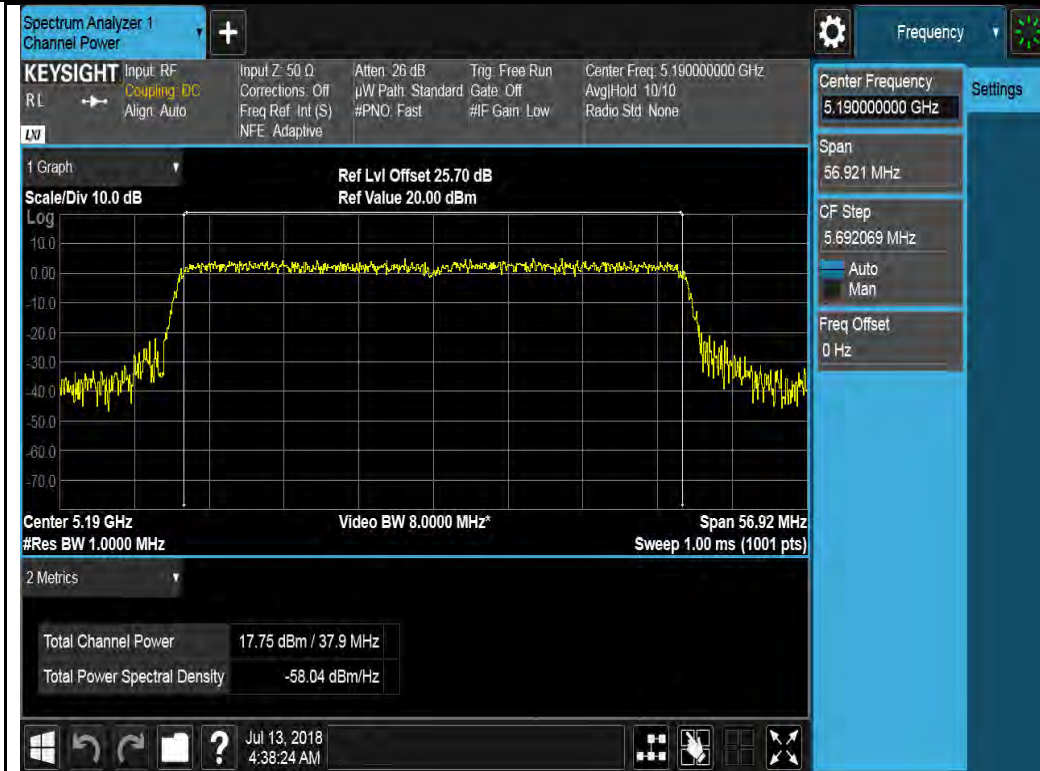 Spectrum Analyzer 1
Channel Power
+
Frequency
KEYSIGHT
RL
LXI
Input: RF
Coupling: DC
Align: Auto
Input Z: 50 Ω
Corrections: Off
Freq Ref: Int (S)
NFE: Adaptive
Atten: 26 dB
µW Path: Standard
#PNO: Fast
Trig: Free Run
Gate: Off
#IF Gain: Low
Center Freq: 5.190000000 GHz
Avg|Hold: 10/10
Radio Std: None
Center Frequency
5.190000000 GHz
Settings
Span
56.921 MHz
CF Step
5.692069 MHz
Auto
Man
Freq Offset
0 Hz
1 Graph
Scale/Div 10.0 dB
Ref Lvl Offset 25.70 dB
Ref Value 20.00 dBm
Log
10.0
0.00
-10.0
-20.0
-30.0
-40.0
-50.0
-60.0
-70.0
Center 5.19 GHz
#Res BW 1.0000 MHz
Video BW 8.0000 MHz*
Span 56.92 MHz
Sweep 1.00 ms (1001 pts)
2 Metrics
Total Channel Power 17.75 dBm / 37.9 MHz
Total Power Spectral Density -58.04 dBm/Hz
?
Jul 13, 2018
4:38:24 AM